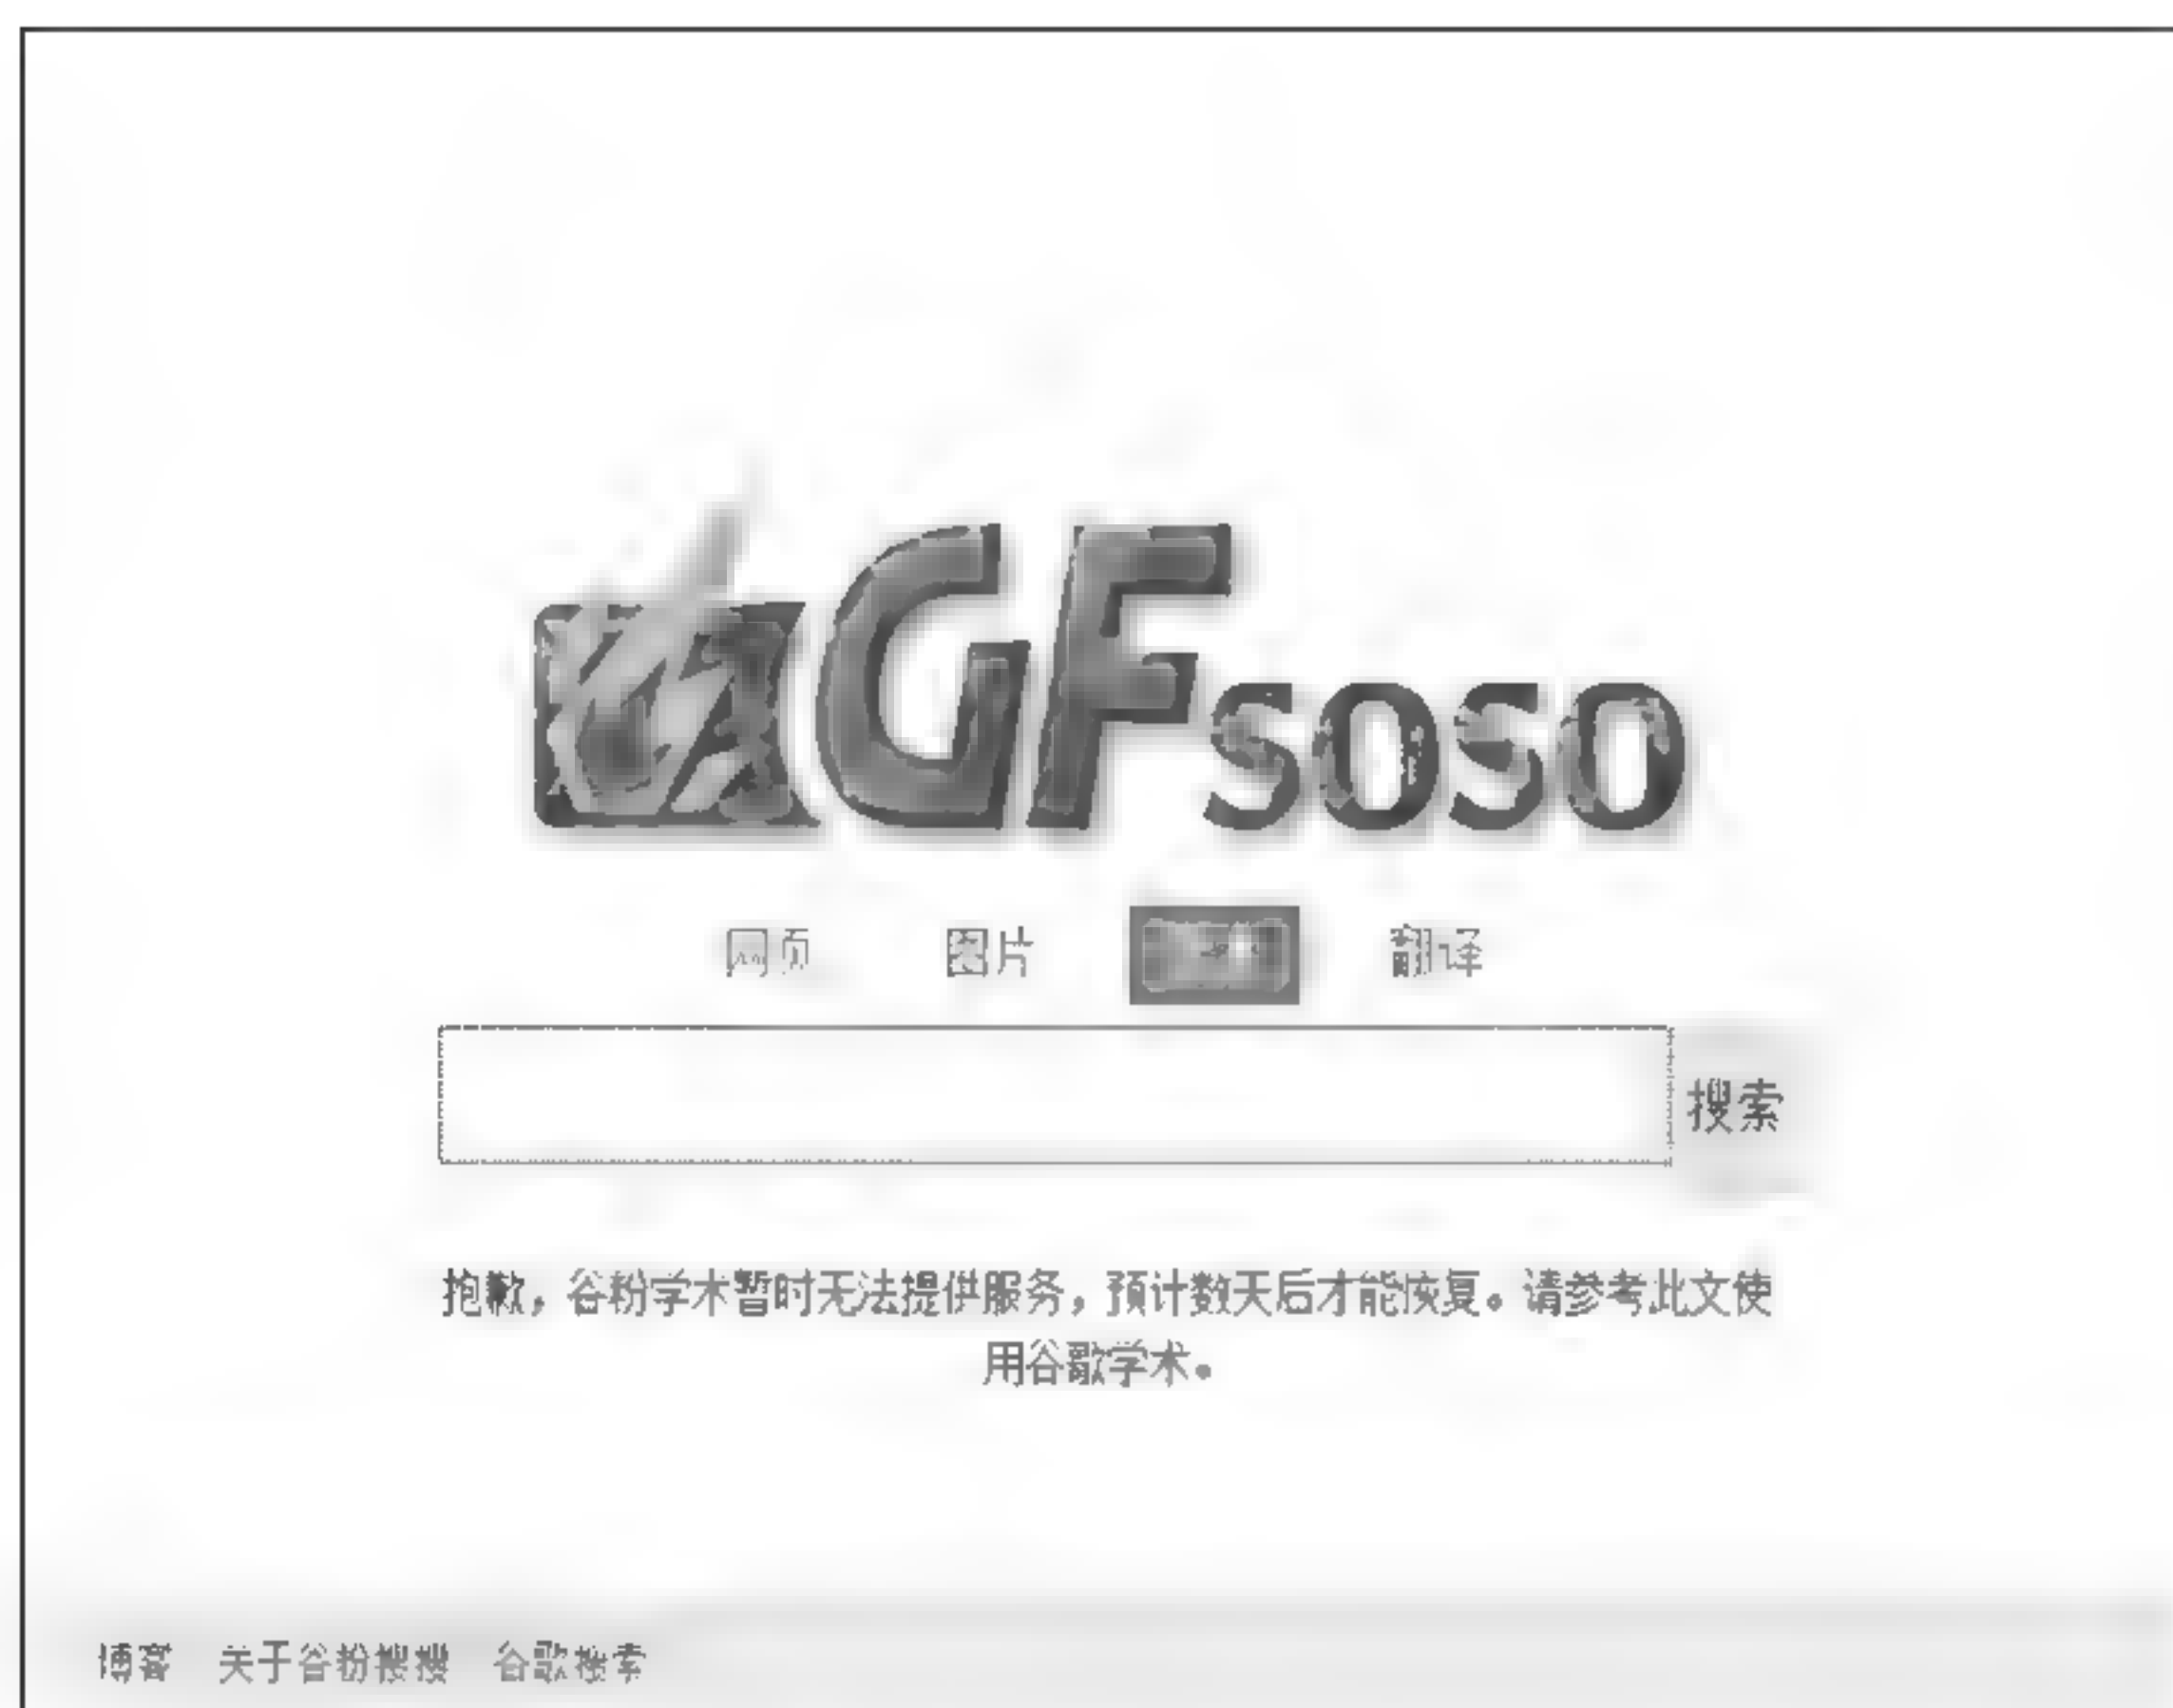 GFsoso
网页 图片 翻译
搜索
抱歉，谷粉学术暂时无法提供服务，预计数天后才能恢复。请参考此文使
用谷歌学术。
博客 关于谷粉搜搜 谷歌搜索